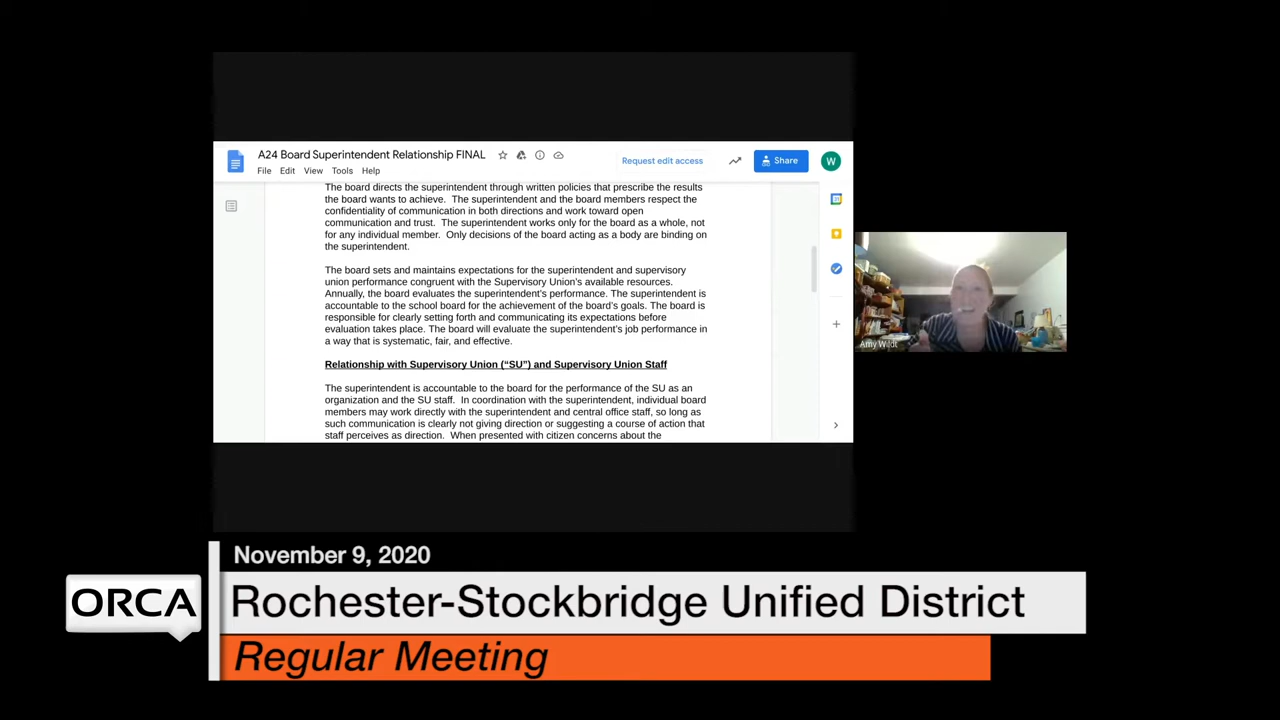 A24 Board Superintendent Relationship FINAL
File Edit View Tools Help
Request edit access
Share
W
The board directs the superintendent through written policies that prescribe the results
the board wants to achieve. The superintendent and the board members respect the
confidentiality of communication in both directions and work toward open
communication and trust. The superintendent works only for the board as a whole, not
for any individual member. Only decisions of the board acting as a body are binding on
the superintendent.
The board sets and maintains expectations for the superintendent and supervisory
union performance congruent with the Supervisory Union's available resources.
Annually, the board evaluates the superintendent's performance. The superintendent is
accountable to the school board for the achievement of the board's goals. The board is
responsible for clearly setting forth and communicating its expectations before
evaluation takes place. The board will evaluate the superintendent's job performance in
a way that is systematic, fair, and effective.
Relationship with Supervisory Union ("SU") and Supervisory Union Staff
The superintendent is accountable to the board for the performance of the SU as an
organization and the SU staff. In coordination with the superintendent, individual board
members may work directly with the superintendent and central office staff, so long as
such communication is clearly not giving direction or suggesting a course of action that
staff perceives as direction. When presented with citizen concerns about the
Amy Wildt
November 9, 2020
ORCA
Rochester-Stockbridge Unified District
Regular Meeting